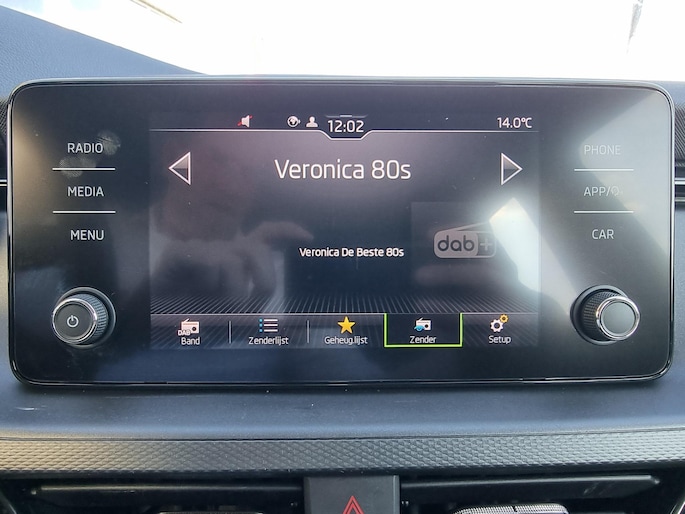 12:02
14.0°C
RADIO
MEDIA
MENU
Veronica 80s
Veronica De Beste 80s
dab+
PHONE
CAR
DAB
Band
Zenderlijst
Geheug.lijst
Zender
Setup